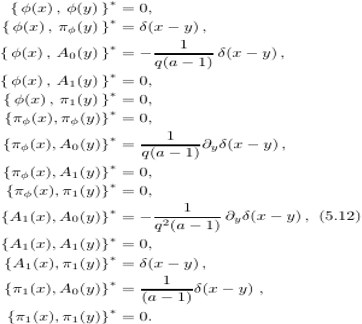 { ϕ(x) , ϕ(y) }* = 0,
{ ϕ(x) , π_ϕ(y) }* = δ(x − y) ,
{ ϕ(x) , A_0(y) }* = − 1/(q(a − 1)) δ(x − y) ,
{ ϕ(x) , A_1(y) }* = 0,
{ ϕ(x) , π_1(y) }* = 0,
{π_ϕ(x), π_ϕ(y)}* = 0,
{π_ϕ(x), A_0(y)}* = 1/(q(a − 1)) ∂_y δ(x − y) ,
{π_ϕ(x), A_1(y)}* = 0,
{π_ϕ(x), π_1(y)}* = 0,
{A_1(x), A_0(y)}* = − 1/(q²(a − 1)) ∂_y δ(x − y) , (5.12)
{A_1(x), A_1(y)}* = 0,
{A_1(x), π_1(y)}* = δ(x − y) ,
{π_1(x), A_0(y)}* = 1/((a − 1)) δ(x − y) ,
{π_1(x), π_1(y)}* = 0.